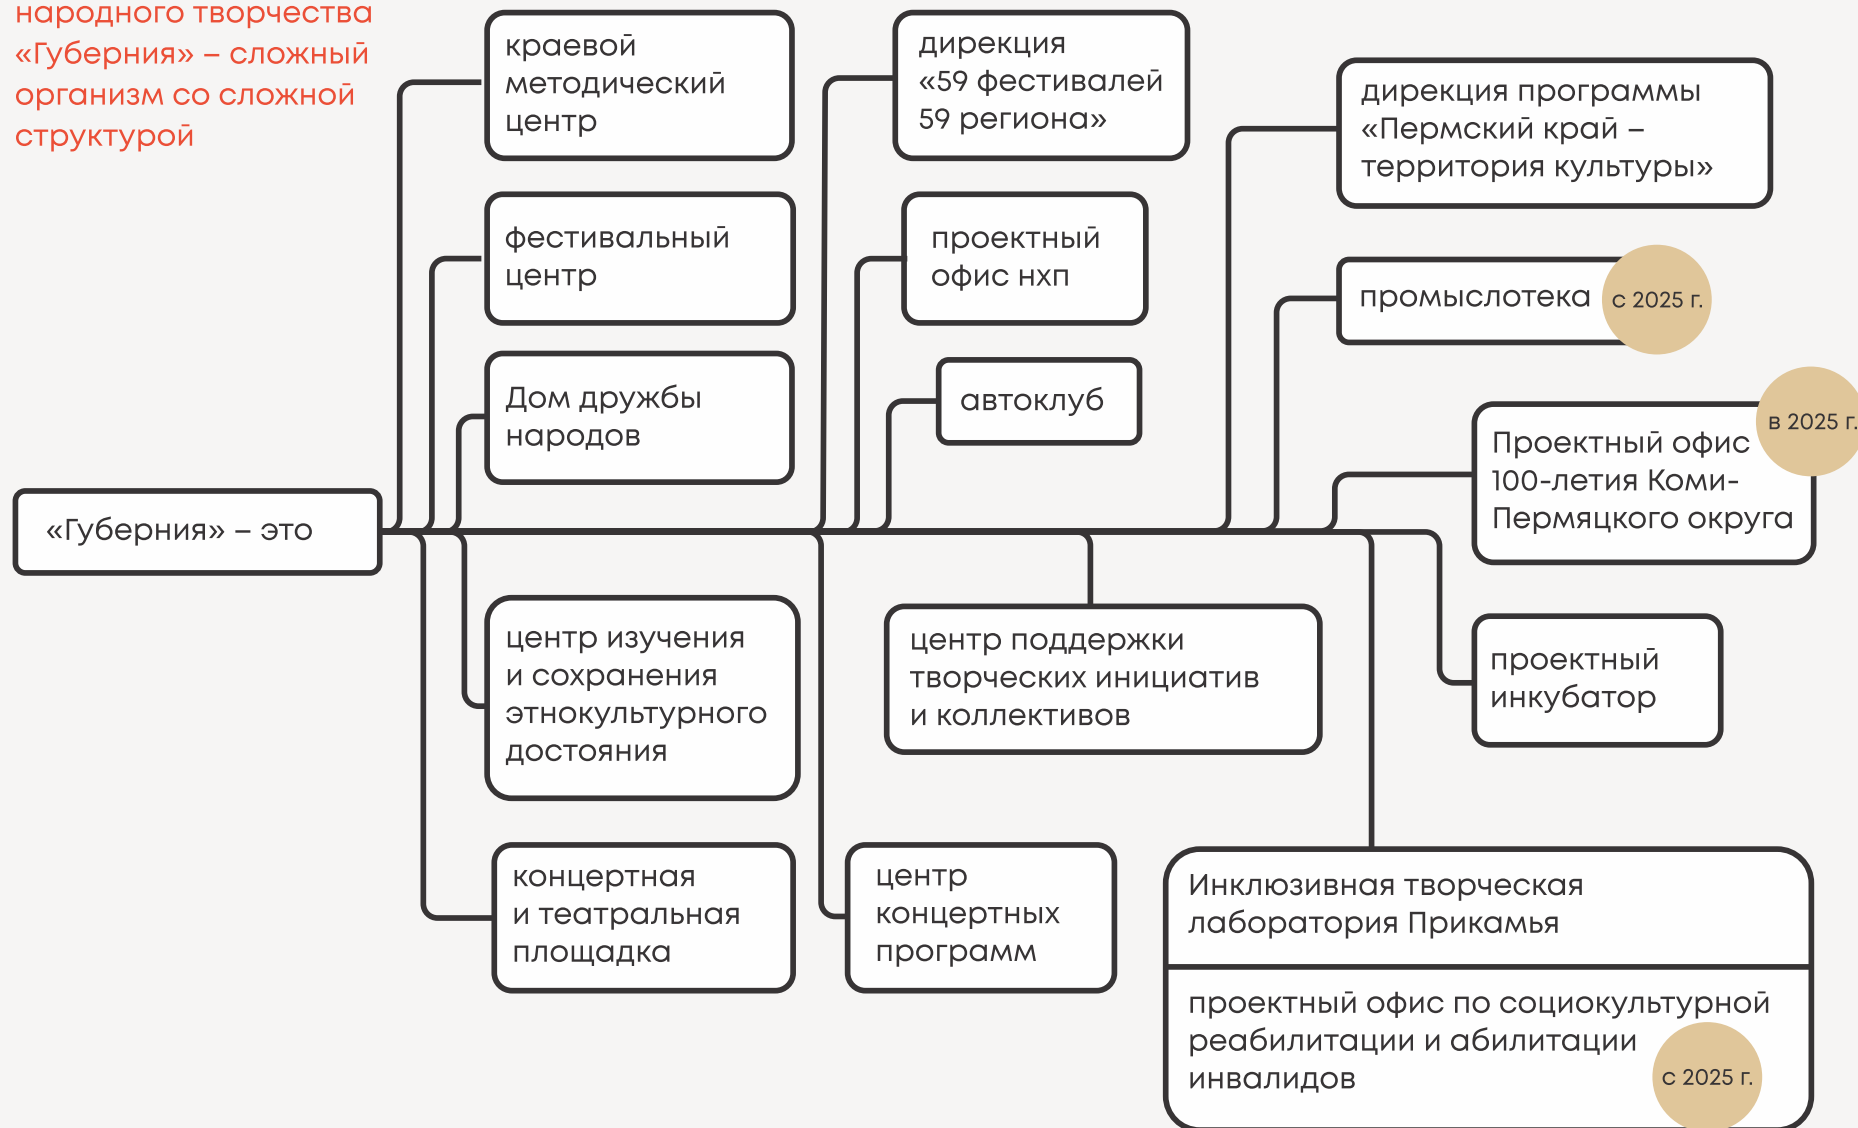 народного творчества
«Губерния» – сложный
организм со сложной
структурой
краевой
методический
центр
дирекция
«59 фестивалей
59 региона»
дирекция программы
«Пермский край –
территория культуры»
фестивальный
центр
проектный
офис нхп
промыслотека
с 2025 г.
Дом дружбы
народов
автоклуб
Проектный офис
100-летия Коми-
Пермяцкого округа
в 2025 г.
«Губерния» – это
центр изучения
и сохранения
этнокультурного
достояния
центр поддержки
творческих инициатив
и коллективов
проектный
инкубатор
концертная
и театральная
площадка
центр
концертных
программ
Инклюзивная творческая
лаборатория Прикамья
проектный офис по социокультурной
реабилитации и абилитации
инвалидов
с 2025 г.